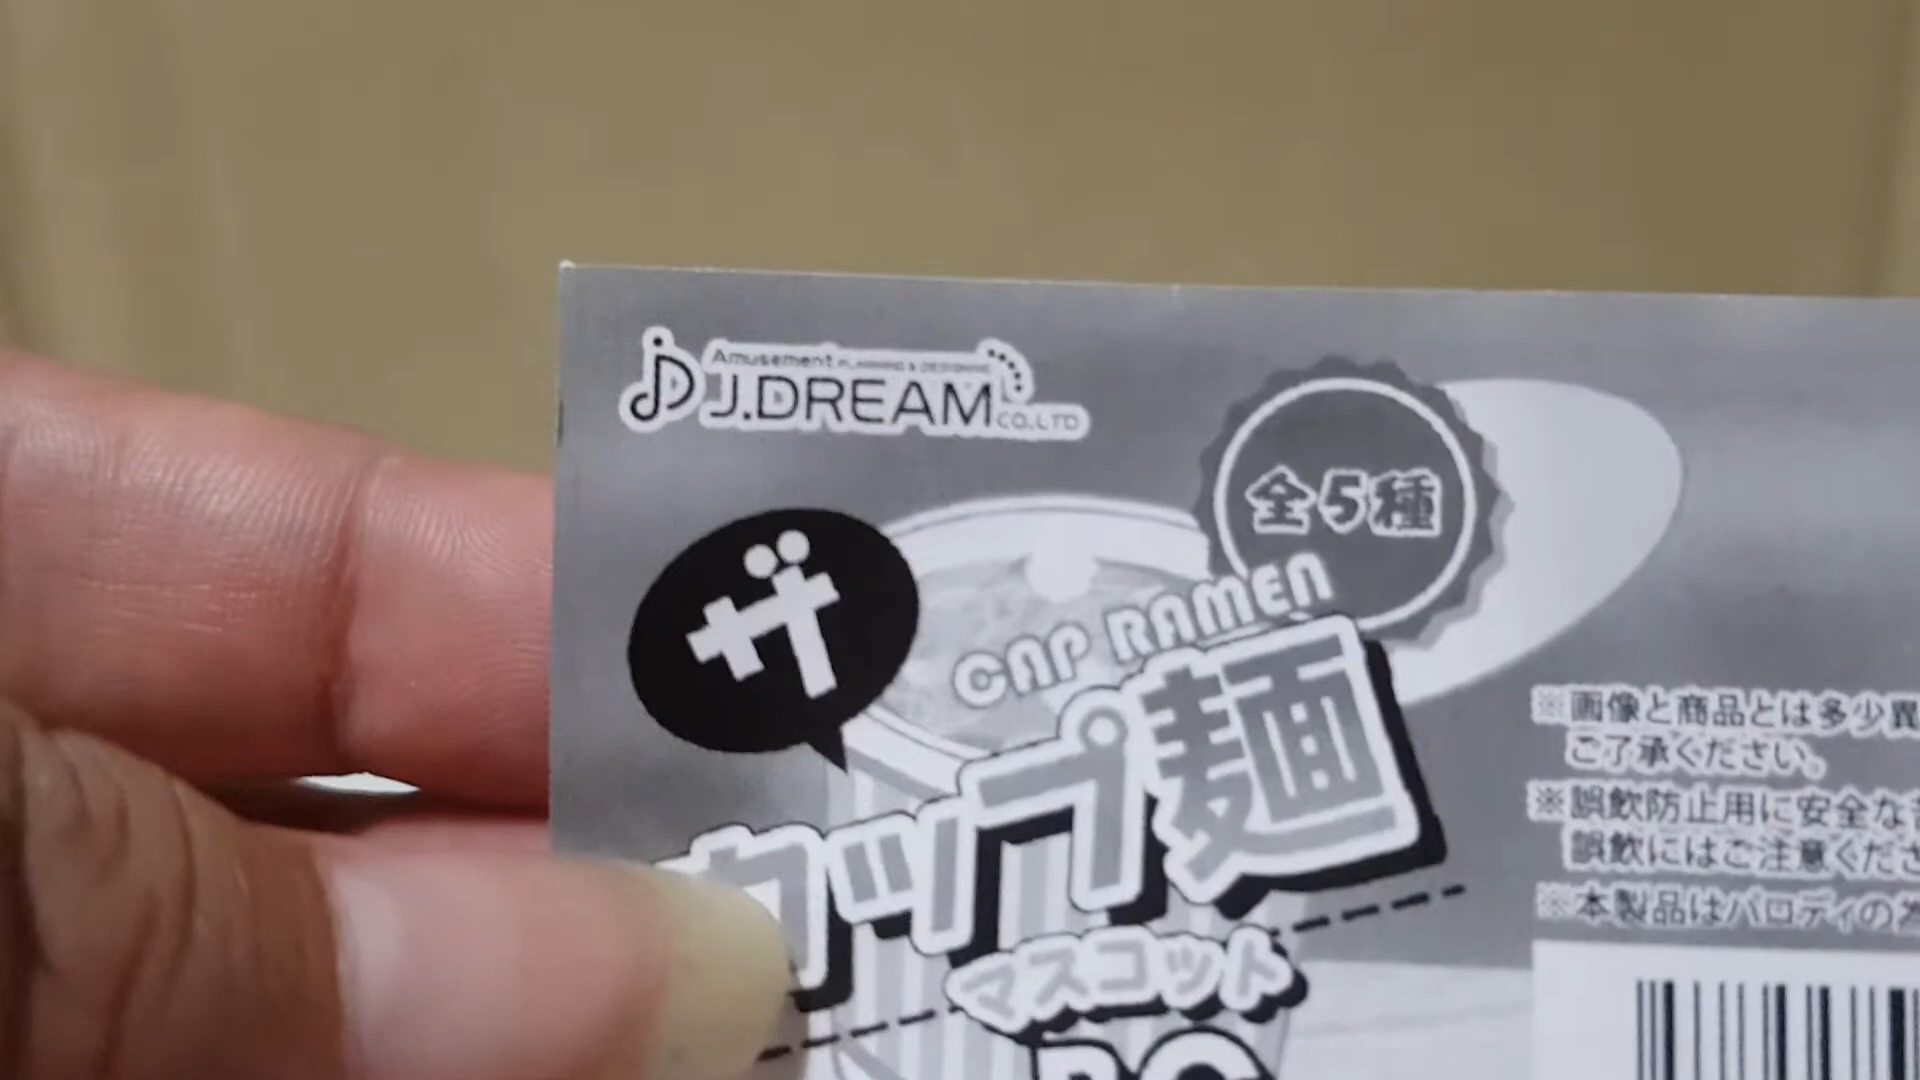 Amusement PLANNING & DESIGNING
J.DREAM CO.LTD
全5種
ザ
CAP RAMEN
カップ麺
マスコット
※画像と商品とは多少異
ご了承ください。
※誤飲防止用に安全な
誤飲にはご注意くださ
※本製品はパロディの為